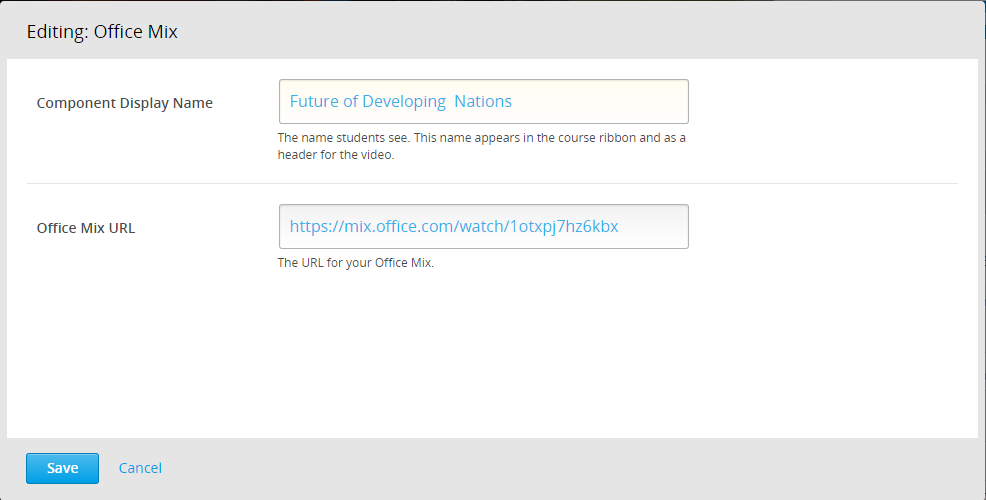 Editing: Office Mix
Component Display Name
Future of Developing  Nations
The name students see. This name appears in the course ribbon and as a
header for the video.
Office Mix URL
https://mix.office.com/watch/1otxpj7hz6kbx
The URL for your Office Mix.
Save
Cancel